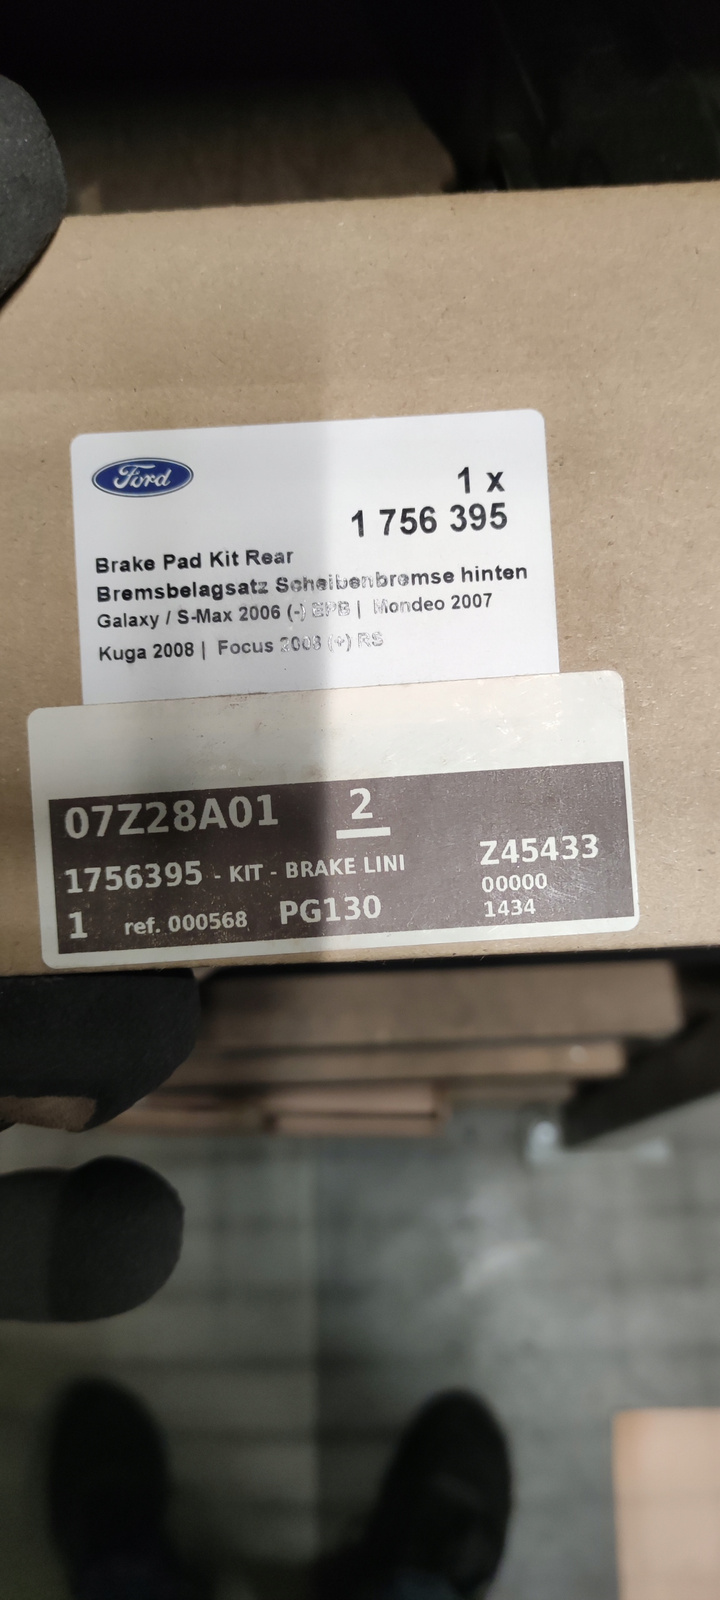 Ford
1 x
1 756 395
Brake Pad Kit Rear
Bremsbelagsatz Scheibenbremse hinten
Galaxy / S-Max 2006 (-) EPB | Mondeo 2007
Kuga 2008 | Focus 2008 (+) RS
07Z28A01 2
1756395 - KIT - BRAKE LINI Z45433
00000
1 ref. 000568 PG130 1434